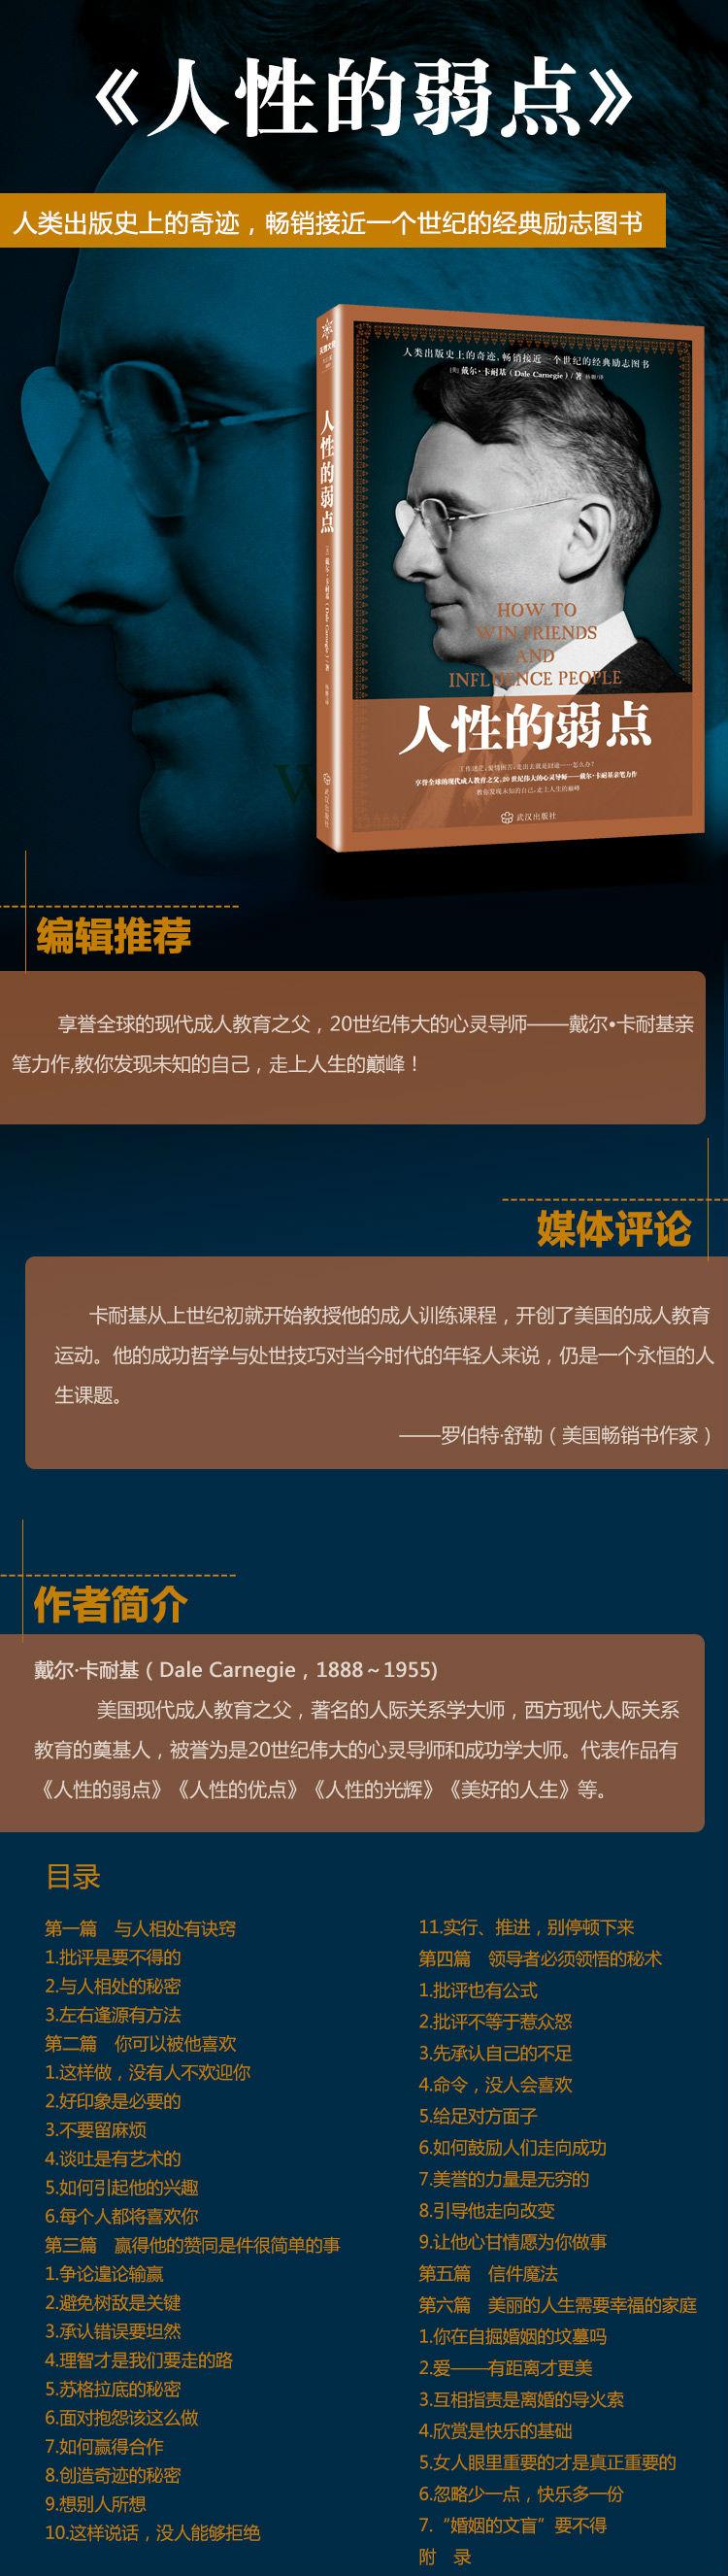 《人性的弱点》
人类出版史上的奇迹，畅销接近一个世纪的经典励志图书
人类出版史上的奇迹,畅销接近一个世纪的经典励志图书
[美]戴尔·卡耐基（Dale Carnegie）/著
人性的弱点
HOW TO
WIN FRIENDS
AND
INFLUENCE PEOPLE
人性的弱点
享誉全球的现代成人教育之父,20世纪伟大的心灵导师——戴尔·卡耐基亲笔力作
教你发现未知的自己,走上人生的巅峰
武汉出版社
武汉出版社
编辑推荐
享誉全球的现代成人教育之父，20世纪伟大的心灵导师——戴尔•卡耐基亲
笔力作,教你发现未知的自己，走上人生的巅峰！
媒体评论
卡耐基从上世纪初就开始教授他的成人训练课程，开创了美国的成人教育
运动。他的成功哲学与处世技巧对当今时代的年轻人来说，仍是一个永恒的人
生课题。
——罗伯特·舒勒（美国畅销书作家）
作者简介
戴尔·卡耐基（Dale Carnegie，1888～1955)
美国现代成人教育之父，著名的人际关系学大师，西方现代人际关系
教育的奠基人，被誉为是20世纪伟大的心灵导师和成功学大师。代表作品有
《人性的弱点》《人性的优点》《人性的光辉》《美好的人生》等。
目录
第一篇　与人相处有诀窍
1.批评是要不得的
2.与人相处的秘密
3.左右逢源有方法
第二篇　你可以被他喜欢
1.这样做，没有人不欢迎你
2.好印象是必要的
3.不要留麻烦
4.谈吐是有艺术的
5.如何引起他的兴趣
6.每个人都将喜欢你
第三篇　赢得他的赞同是件很简单的事
1.争论遑论输赢
2.避免树敌是关键
3.承认错误要坦然
4.理智才是我们要走的路
5.苏格拉底的秘密
6.面对抱怨该这么做
7.如何赢得合作
8.创造奇迹的秘密
9.想别人所想
10.这样说话，没人能够拒绝
11.实行、推进，别停顿下来
第四篇　领导者必须领悟的秘术
1.批评也有公式
2.批评不等于惹众怒
3.先承认自己的不足
4.命令，没人会喜欢
5.给足对方面子
6.如何鼓励人们走向成功
7.美誉的力量是无穷的
8.引导他走向改变
9.让他心甘情愿为你做事
第五篇　信件魔法
第六篇　美丽的人生需要幸福的家庭
1.你在自掘婚姻的坟墓吗
2.爱——有距离才更美
3.互相指责是离婚的导火索
4.欣赏是快乐的基础
5.女人眼里重要的才是真正重要的
6.忽略少一点，快乐多一份
7.“婚姻的文盲”要不得
附　录